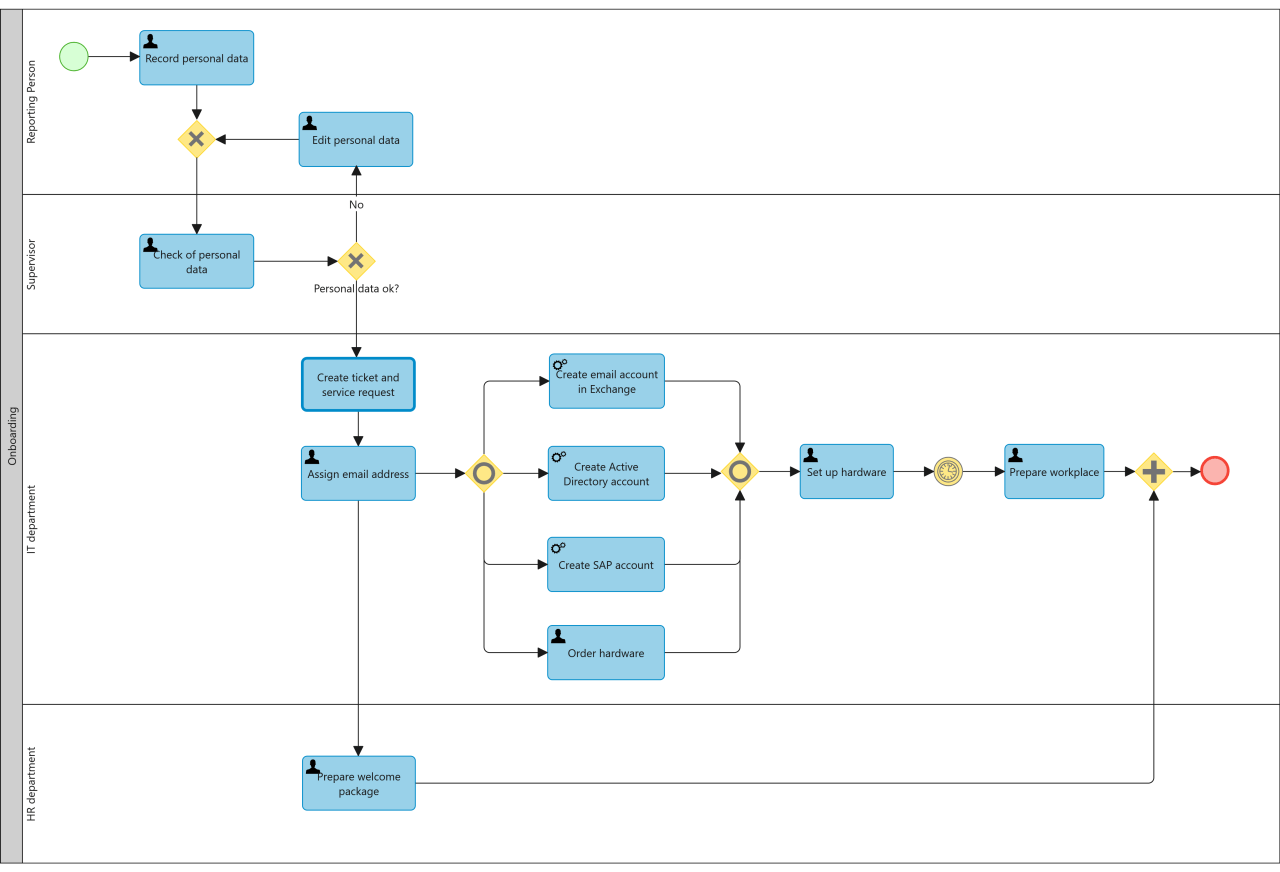 Onboarding
Reporting Person
Record personal data
Edit personal data
No
Supervisor
Check of personal
data
Personal data ok?
IT department
Create ticket and
service request
Assign email address
Create email account
in Exchange
Create Active
Directory account
Create SAP account
Order hardware
Set up hardware
Prepare workplace
HR department
Prepare welcome
package